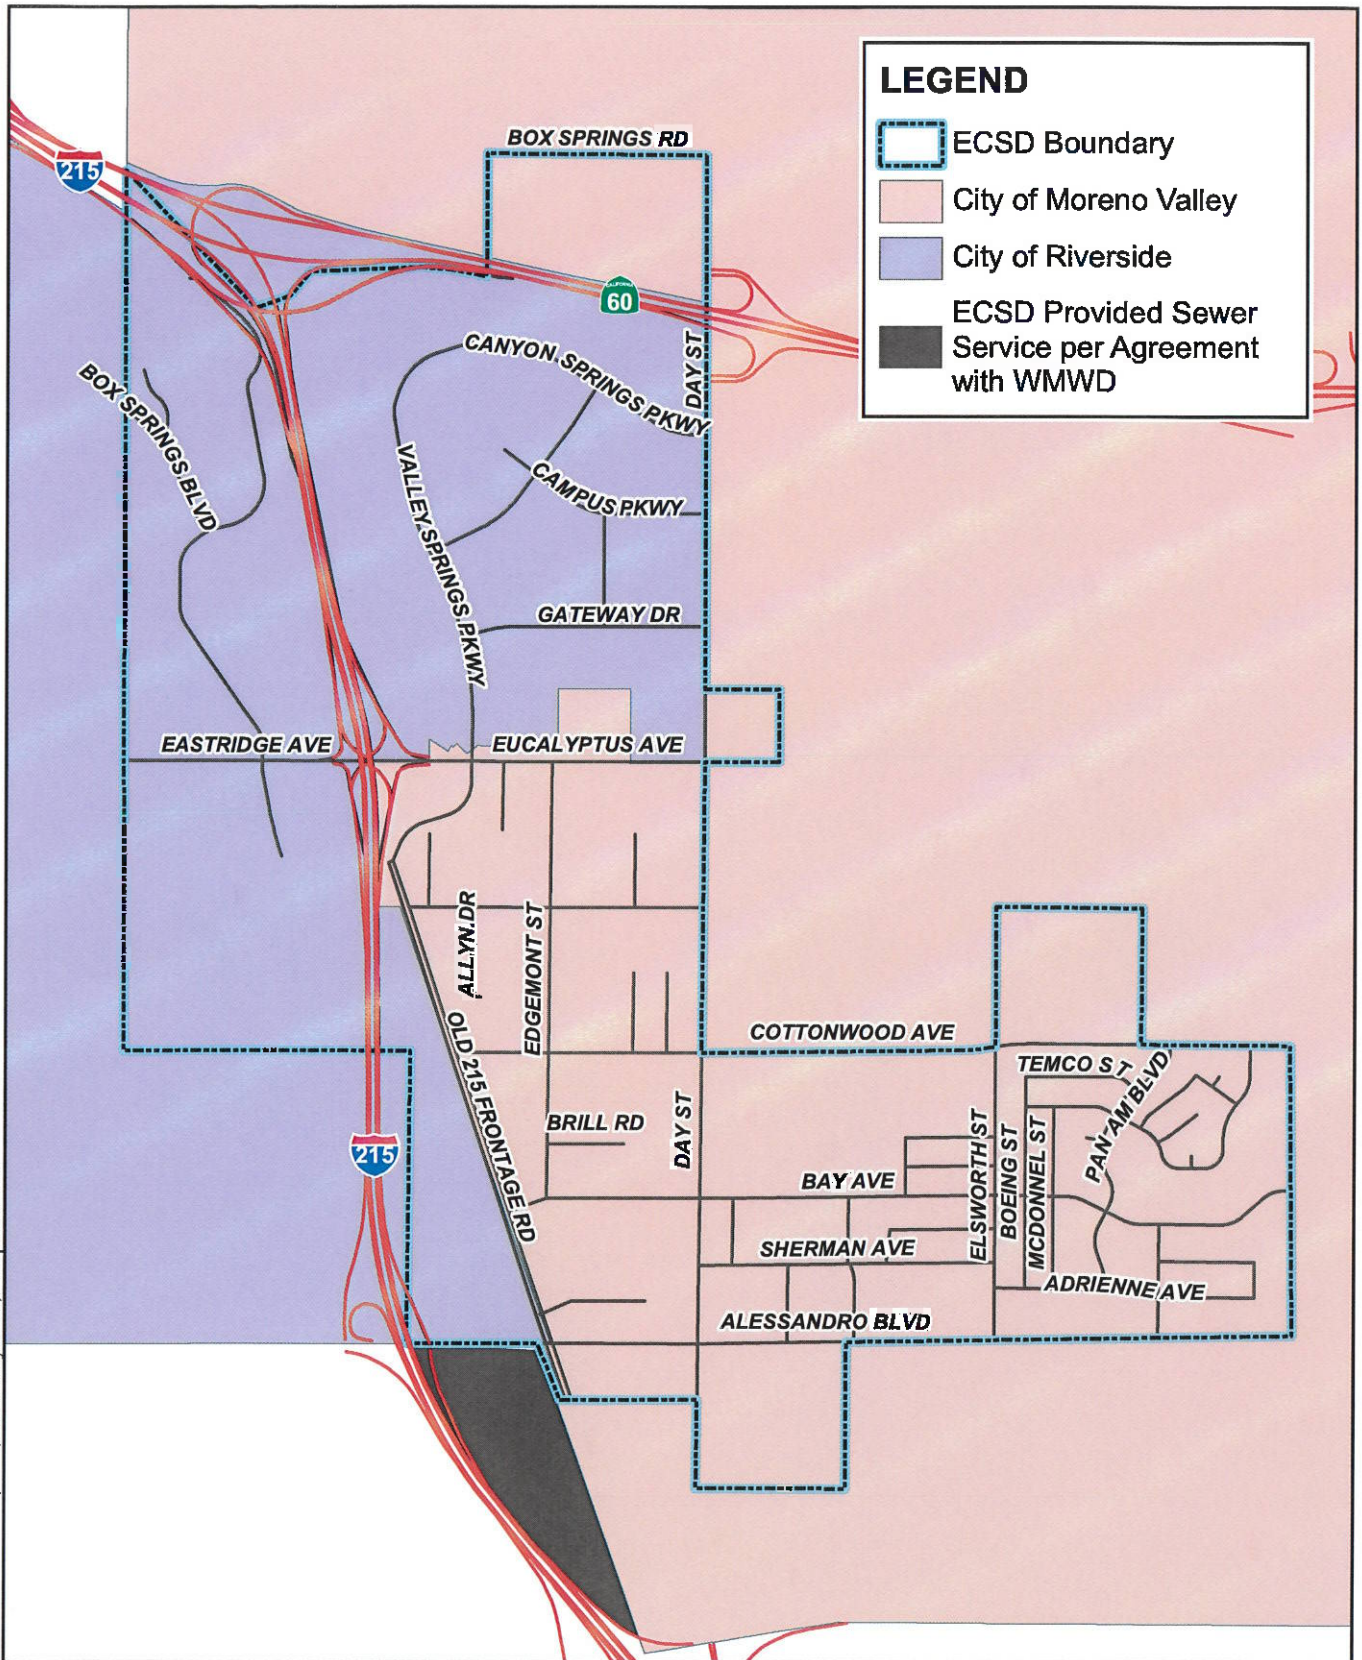 LEGEND
ECSD Boundary
City of Moreno Valley
City of Riverside
ECSD Provided Sewer
Service per Agreement
with WMWD
BOX SPRINGS RD
215
CALIFORNIA
60
CANYON SPRINGS PKWY
DAY ST
BOX SPRINGS BLVD
VALLEY SPRINGS PKWY
CAMPUS PKWY
GATEWAY DR
EASTRIDGE AVE
EUCALYPTUS AVE
ALLYN DR
EDGEMONT ST
OLD 215 FRONTAGE RD
COTTONWOOD AVE
TEMCO ST
PAN AM BLVD
BRILL RD
DAY ST
215
ELSWORTH ST
BOEING ST
MCDONNEL ST
BAY AVE
SHERMAN AVE
ADRIENNE AVE
ALESSANDRO BLVD